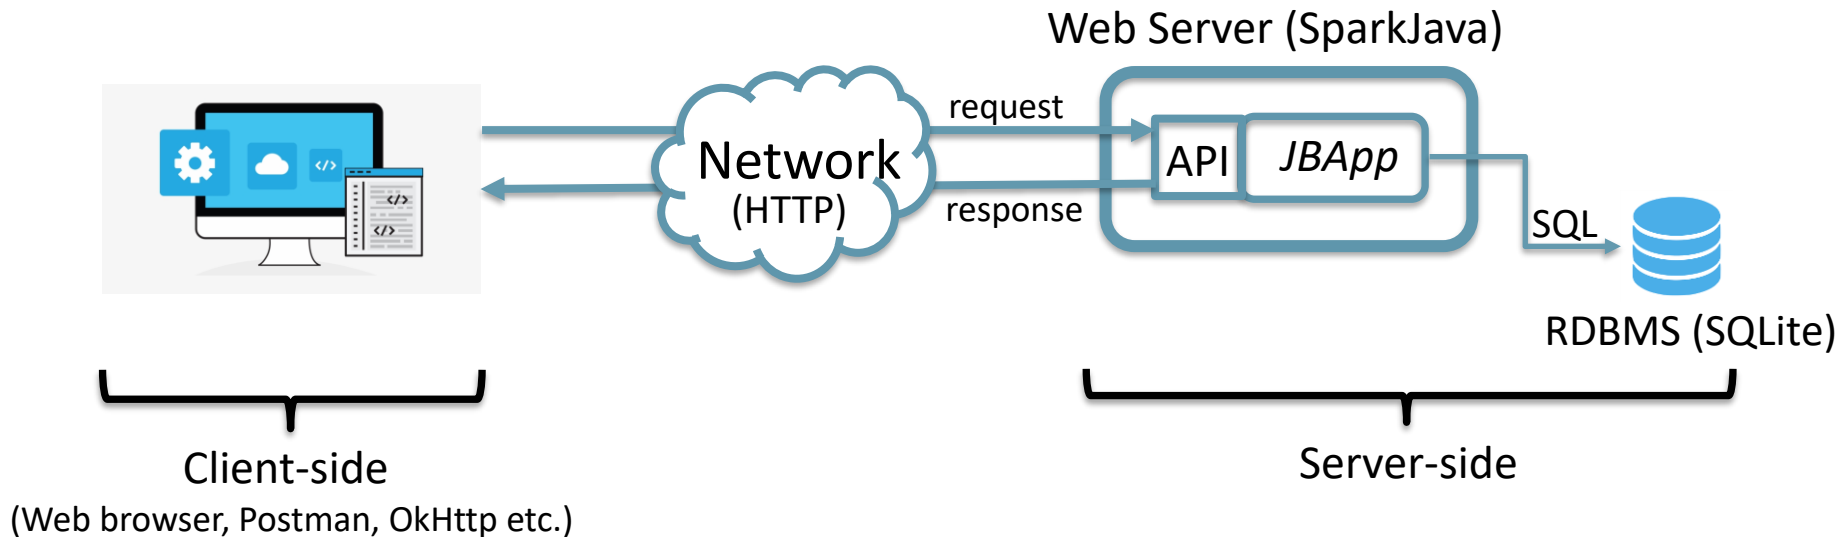 Web Server (SparkJava)
</>
</>
</>
Network
(HTTP)
request
response
API
JBApp
SQL
RDBMS (SQLite)
Client-side
(Web browser, Postman, OkHttp etc.)
Server-side